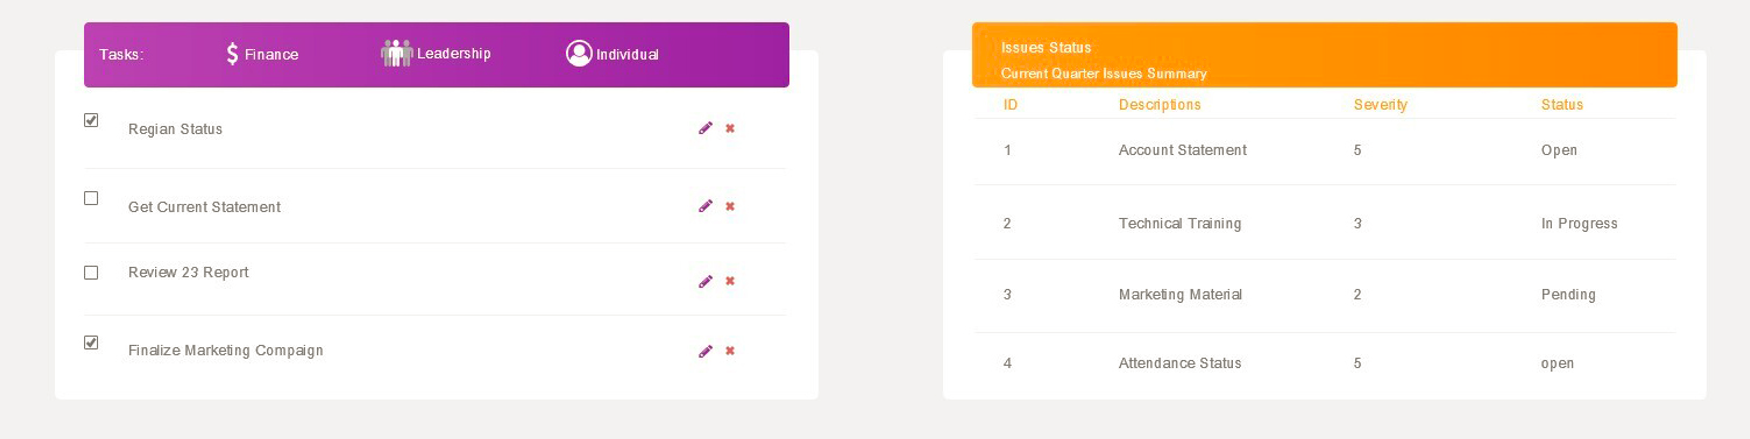 Tasks: Finance Leadership Individual
Regian Status
Get Current Statement
Review 23 Report
Finalize Marketing Compaign
Issues Status
Current Quarter Issues Summary
ID Descriptions Severity Status
1 Account Statement 5 Open
2 Technical Training 3 In Progress
3 Marketing Material 2 Pending
4 Attendance Status 5 open